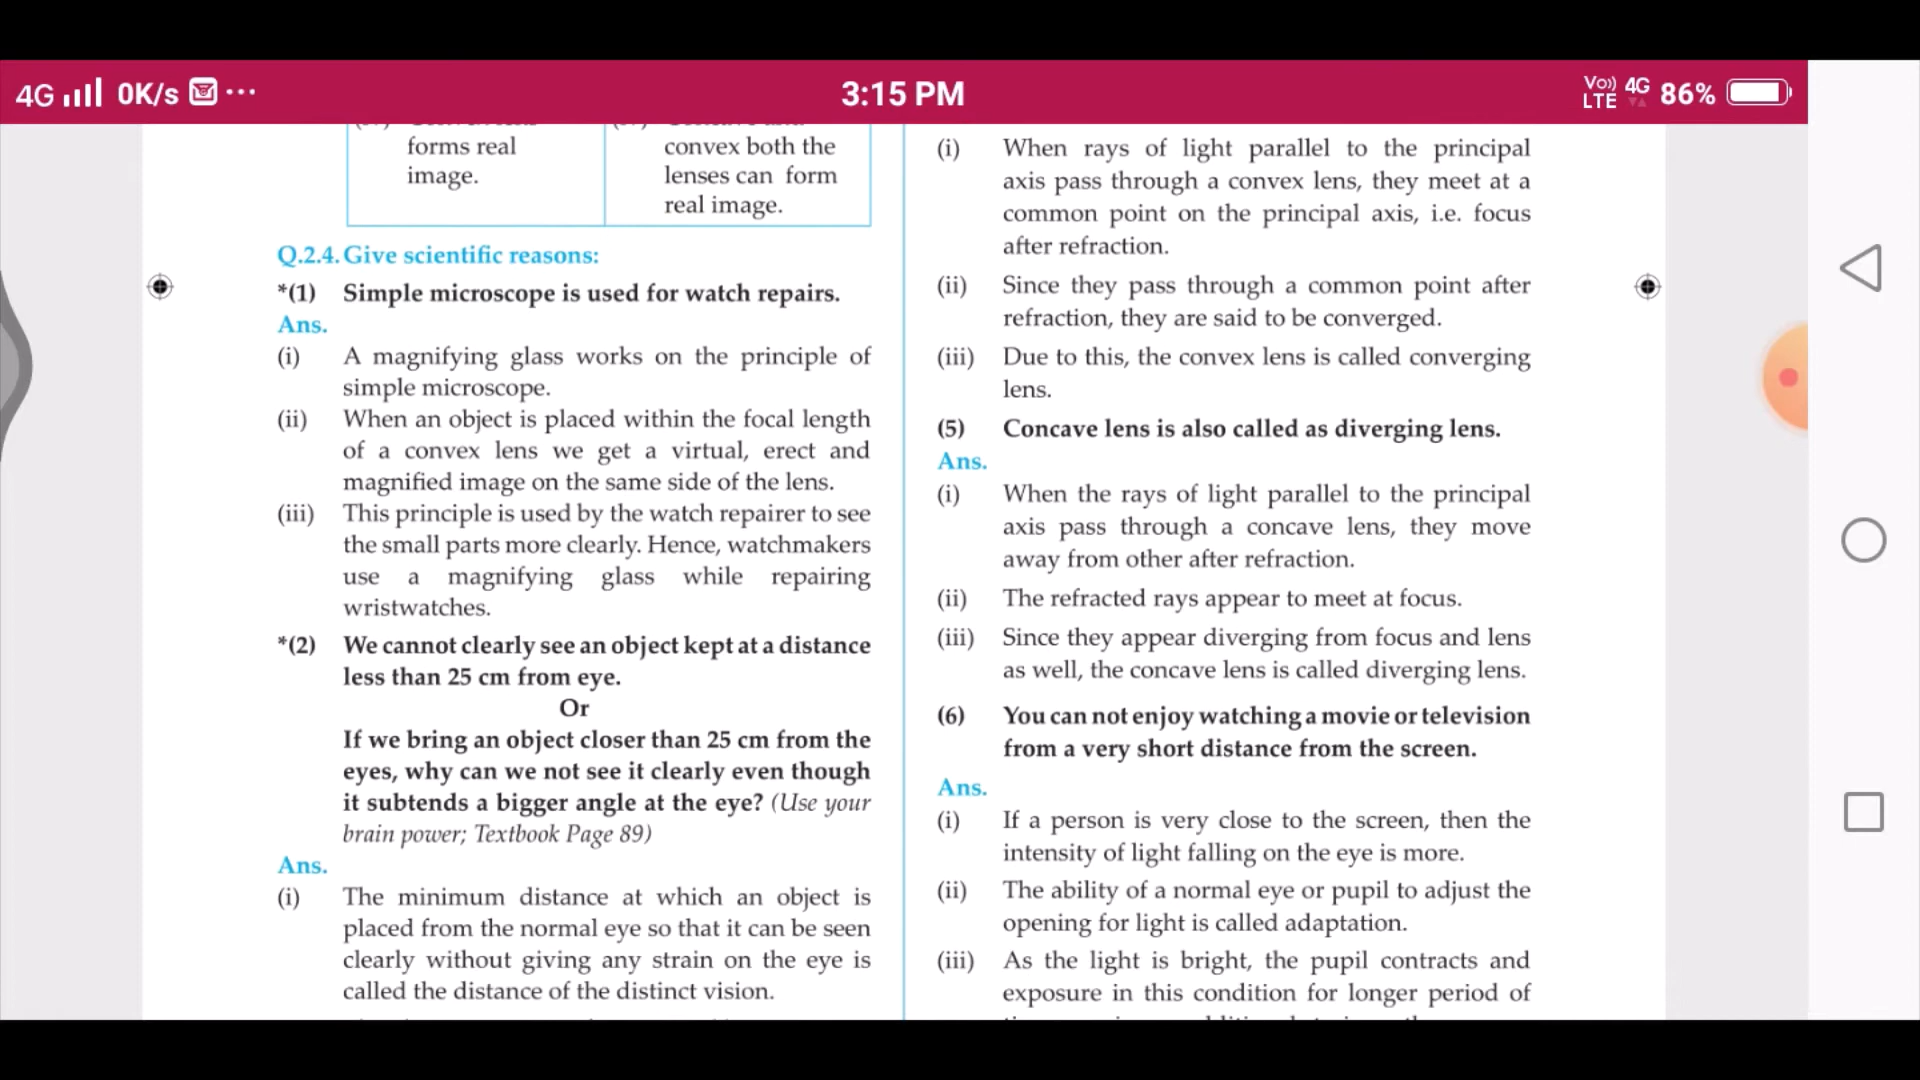 4G 0K/s ...
3:15 PM
Vo)) LTE 4G 86%
forms real
image.
convex both the
lenses can form
real image.
Q.2.4. Give scientific reasons:
*(1) Simple microscope is used for watch repairs.
Ans.
(i) A magnifying glass works on the principle of
simple microscope.
(ii) When an object is placed within the focal length
of a convex lens we get a virtual, erect and
magnified image on the same side of the lens.
(iii) This principle is used by the watch repairer to see
the small parts more clearly. Hence, watchmakers
use a magnifying glass while repairing
wristwatches.
*(2) We cannot clearly see an object kept at a distance
less than 25 cm from eye.
Or
If we bring an object closer than 25 cm from the
eyes, why can we not see it clearly even though
it subtends a bigger angle at the eye? (Use your
brain power; Textbook Page 89)
Ans.
(i) The minimum distance at which an object is
placed from the normal eye so that it can be seen
clearly without giving any strain on the eye is
called the distance of the distinct vision.
(i) When rays of light parallel to the principal
axis pass through a convex lens, they meet at a
common point on the principal axis, i.e. focus
after refraction.
(ii) Since they pass through a common point after
refraction, they are said to be converged.
(iii) Due to this, the convex lens is called converging
lens.
(5) Concave lens is also called as diverging lens.
Ans.
(i) When the rays of light parallel to the principal
axis pass through a concave lens, they move
away from other after refraction.
(ii) The refracted rays appear to meet at focus.
(iii) Since they appear diverging from focus and lens
as well, the concave lens is called diverging lens.
(6) You can not enjoy watching a movie or television
from a very short distance from the screen.
Ans.
(i) If a person is very close to the screen, then the
intensity of light falling on the eye is more.
(ii) The ability of a normal eye or pupil to adjust the
opening for light is called adaptation.
(iii) As the light is bright, the pupil contracts and
exposure in this condition for longer period of